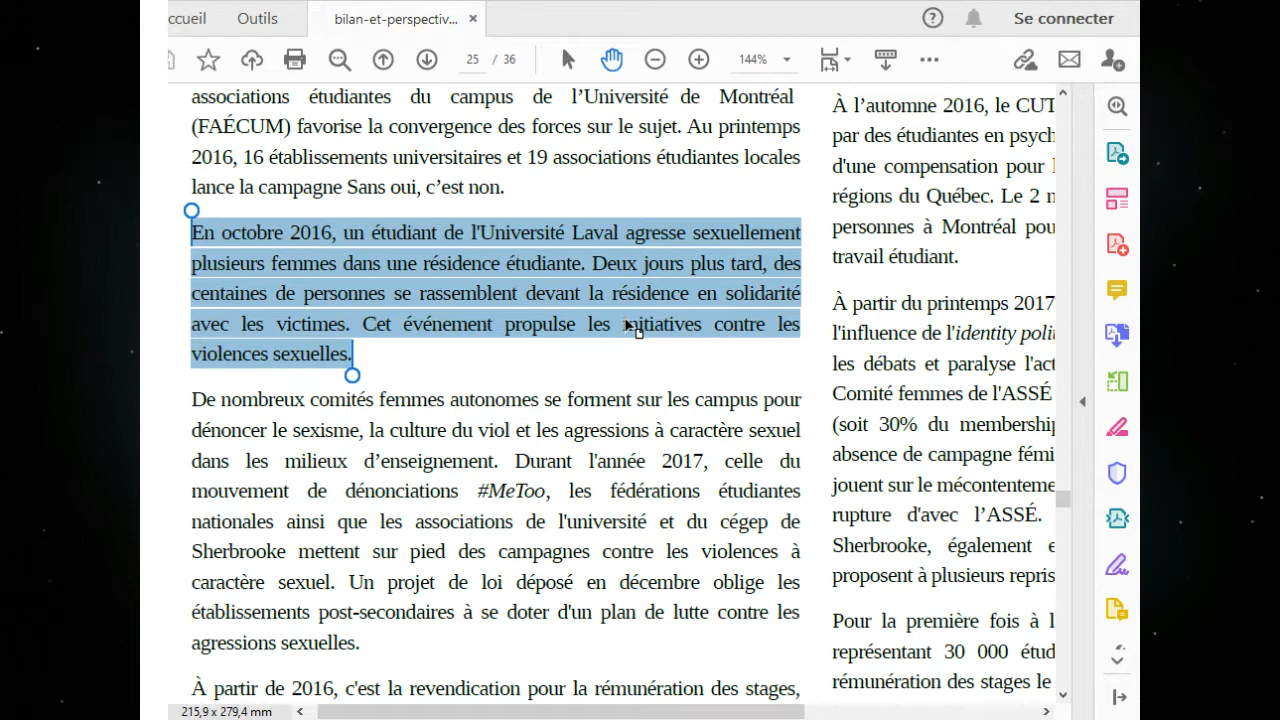 ccueil Outils bilan-et-perspectiv... × ? Se connecter
25 / 36 144%
associations étudiantes du campus de l’Université de Montréal
(FAÉCUM) favorise la convergence des forces sur le sujet. Au printemps
2016, 16 établissements universitaires et 19 associations étudiantes locales
lance la campagne Sans oui, c’est non.
En octobre 2016, un étudiant de l'Université Laval agresse sexuellement
plusieurs femmes dans une résidence étudiante. Deux jours plus tard, des
centaines de personnes se rassemblent devant la résidence en solidarité
avec les victimes. Cet événement propulse les initiatives contre les
violences sexuelles.
De nombreux comités femmes autonomes se forment sur les campus pour
dénoncer le sexisme, la culture du viol et les agressions à caractère sexuel
dans les milieux d’enseignement. Durant l'année 2017, celle du
mouvement de dénonciations #MeToo, les fédérations étudiantes
nationales ainsi que les associations de l'université et du cégep de
Sherbrooke mettent sur pied des campagnes contre les violences à
caractère sexuel. Un projet de loi déposé en décembre oblige les
établissements post-secondaires à se doter d'un plan de lutte contre les
agressions sexuelles.
À partir de 2016, c'est la revendication pour la rémunération des stages,
À l’automne 2016, le CUT
par des étudiantes en psych
d'une compensation pour l
régions du Québec. Le 2 n
personnes à Montréal pou
travail étudiant.
À partir du printemps 2017
l'influence de l'identity poli
les débats et paralyse l'act
Comité femmes de l'ASSÉ
(soit 30% du membership
absence de campagne fémi
jouent sur le mécontenteme
rupture d'avec l’ASSÉ.
Sherbrooke, également e
proposent à plusieurs repris
Pour la première fois à l
représentant 30 000 étud
rémunération des stages le
215,9 x 279,4 mm